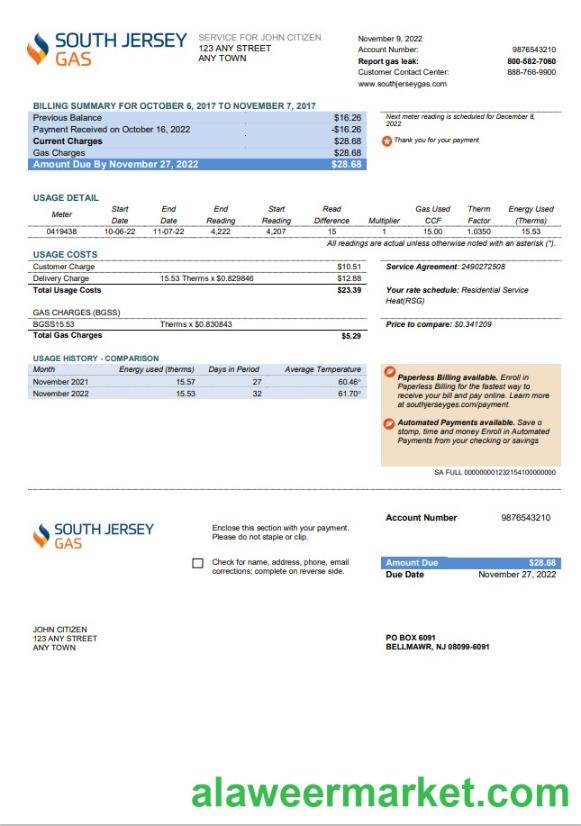 SOUTH JERSEY
GAS
SERVICE FOR JOHN CITIZEN
123 ANY STREET
ANY TOWN
November 9, 2022
Account Number: 9876543210
Report gas leak: 800-582-7060
Customer Contact Center: 888-766-9900
www.southjerseygas.com
BILLING SUMMARY FOR OCTOBER 6, 2017 TO NOVEMBER 7, 2017
Previous Balance $16.26
Payment Received on October 16, 2022 -$16.26
Current Charges $28.68
Gas Charges $28.68
Amount Due By November 27, 2022 $28.68
Next meter reading is scheduled for December 8,
2022
Thank you for your payment
USAGE DETAIL
Meter Start Date End Date End Reading Start Reading Read Difference Multiplier Gas Used CCF Therm Factor Energy Used (Therms)
0419438 10-06-22 11-07-22 4,222 4,207 15 1 15.00 1.0350 15.53
All readings are actual unless otherwise noted with an asterisk (*).
USAGE COSTS
Customer Charge $10.51
Delivery Charge 15.53 Therms x $0.829846 $12.88
Total Usage Costs $23.39
Service Agreement: 2490272508
Your rate schedule: Residential Service
Heat(RSG)
GAS CHARGES (BGSS)
BGSS15.53 Therms x $0.830843
Total Gas Charges $5.29
Price to compare: $0.341209
USAGE HISTORY - COMPARISON
Month Energy used (therms) Days in Period Average Temperature
November 2021 15.57 27 60.46°
November 2022 15.53 32 61.70°
Paperless Billing available. Enroll in
Paperless Billing for the fastest way to
receive your bill and pay online. Learn more
at southjerseyges.com/payment.
Automated Payments available. Save o
stomp, time and money Enroll in Automated
Payments from your checking or savings
SOUTH JERSEY
GAS
Enclose this section with your payment.
Please do not staple or clip.
Check for name, address, phone, email
corrections; complete on reverse side.
Account Number 9876543210
Amount Due $28.68
Due Date November 27, 2022
JOHN CITIZEN
123 ANY STREET
ANY TOWN
PO BOX 6091
BELLMAWR, NJ 08099-6091
alaweermarket.com